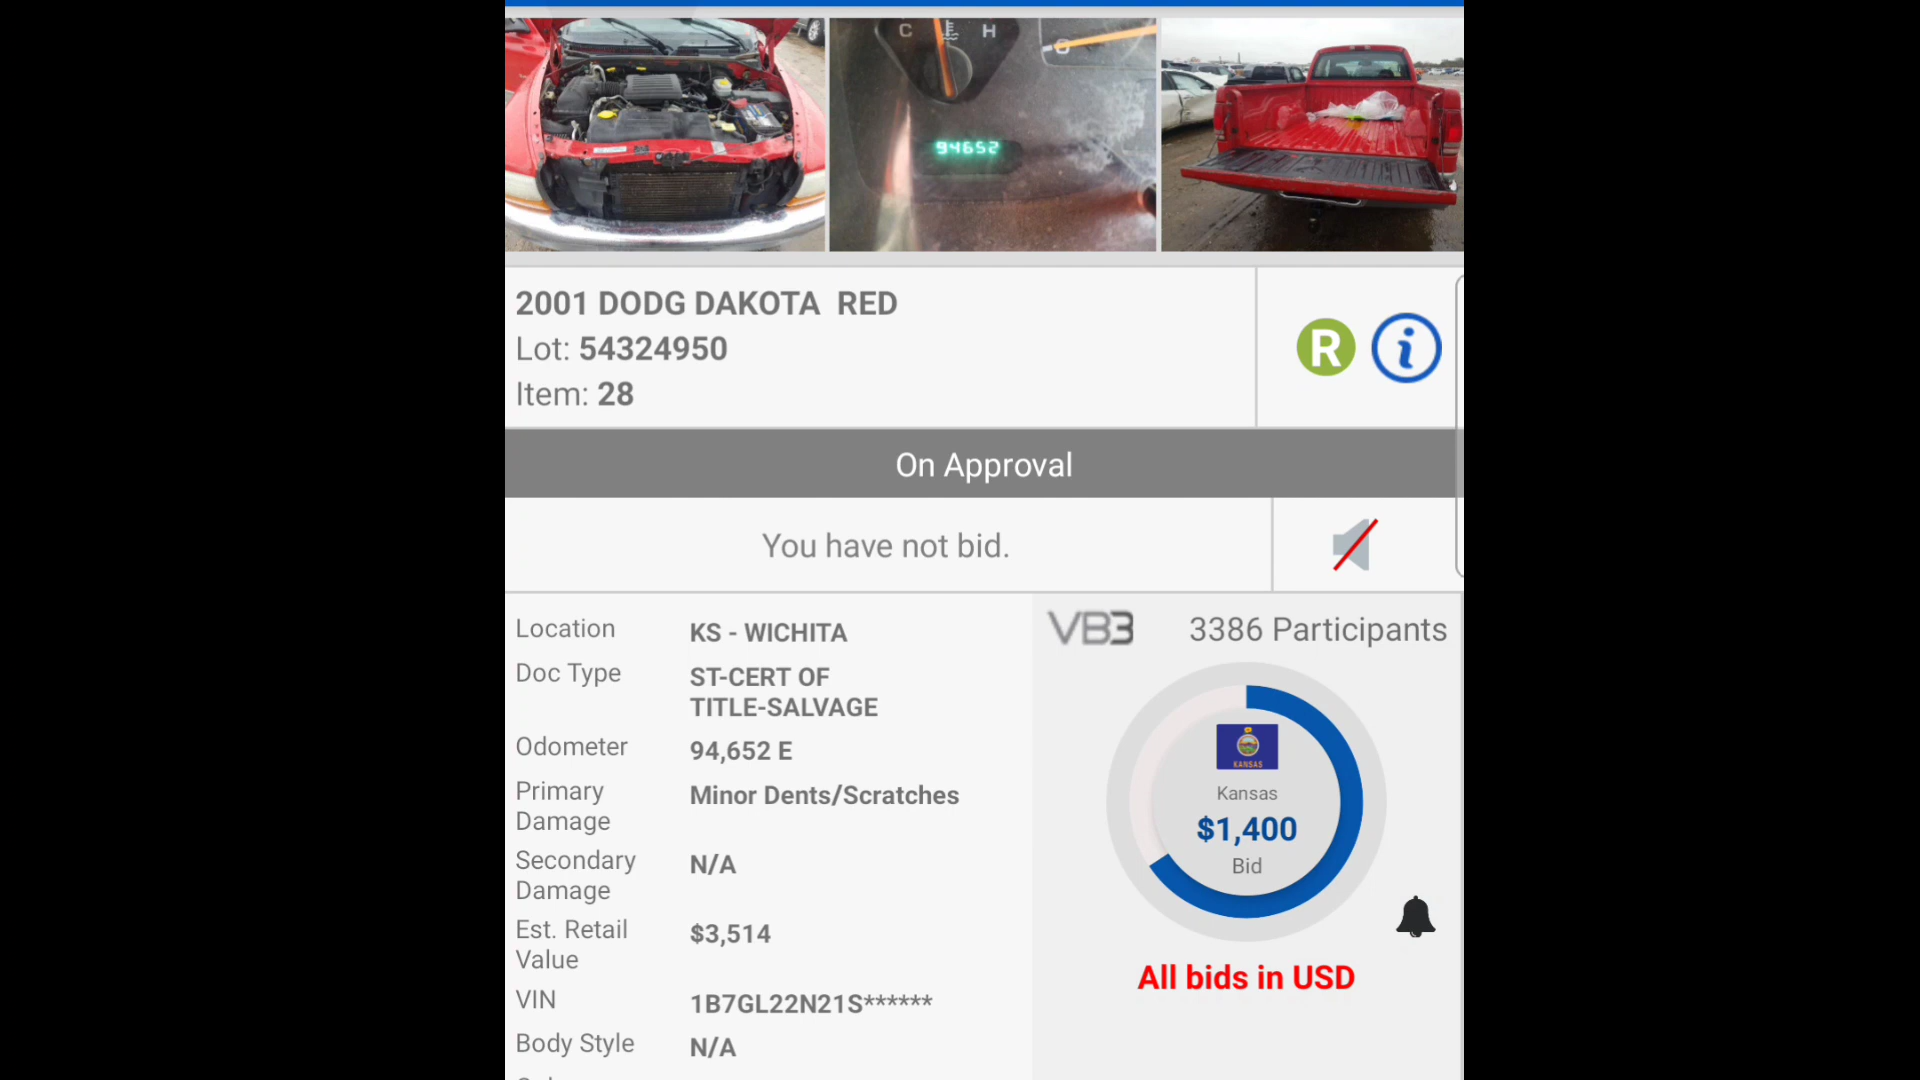 C E H
94652
2001 DODG DAKOTA RED
Lot: 54324950
Item: 28
R i
On Approval
You have not bid.
Location KS - WICHITA
Doc Type ST-CERT OF
TITLE-SALVAGE
Odometer 94,652 E
Primary
Damage Minor Dents/Scratches
Secondary
Damage N/A
Est. Retail
Value $3,514
VIN 1B7GL22N21S******
Body Style N/A
VB3 3386 Participants
KANSAS
Kansas
$1,400
Bid
All bids in USD